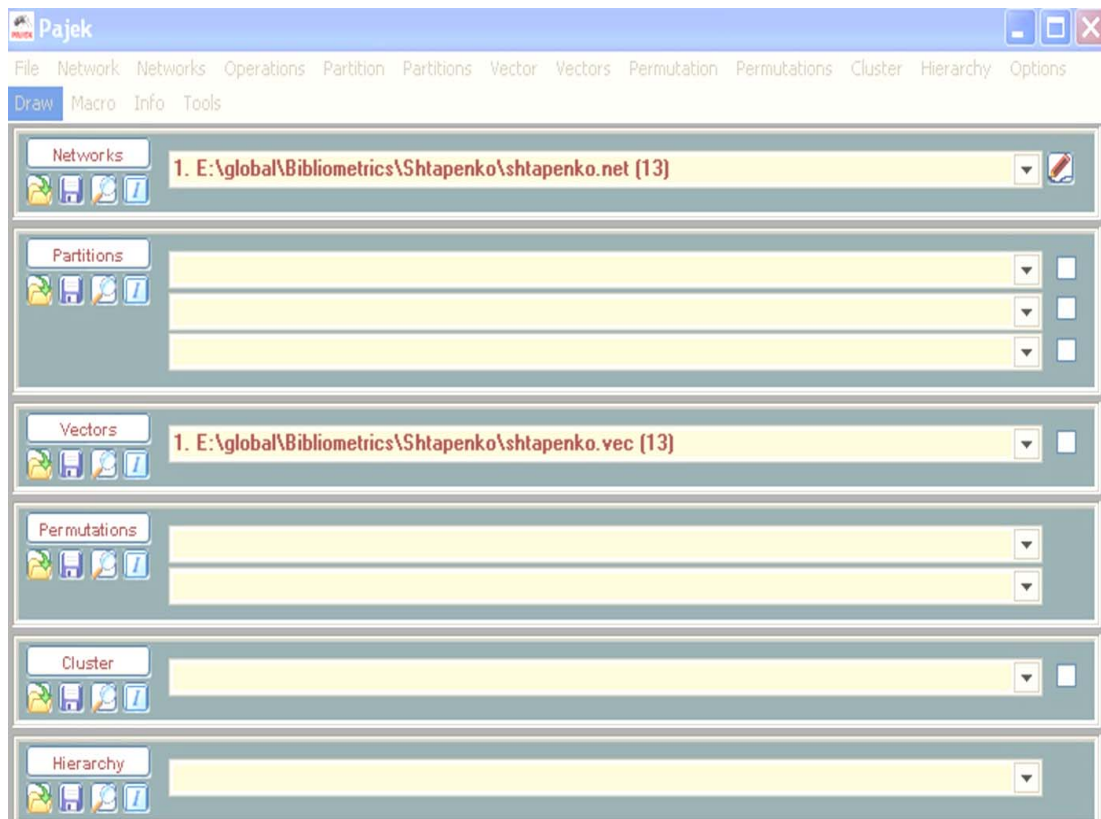 Pajek
File Network Networks Operations Partition Partitions Vector Vectors Permutation Permutations Cluster Hierarchy Options
Draw Macro Info Tools
Networks
1. E:\global\Bibliometrics\Shtapenko\shtapenko.net (13)
Partitions
Vectors
1. E:\global\Bibliometrics\Shtapenko\shtapenko.vec (13)
Permutations
Cluster
Hierarchy